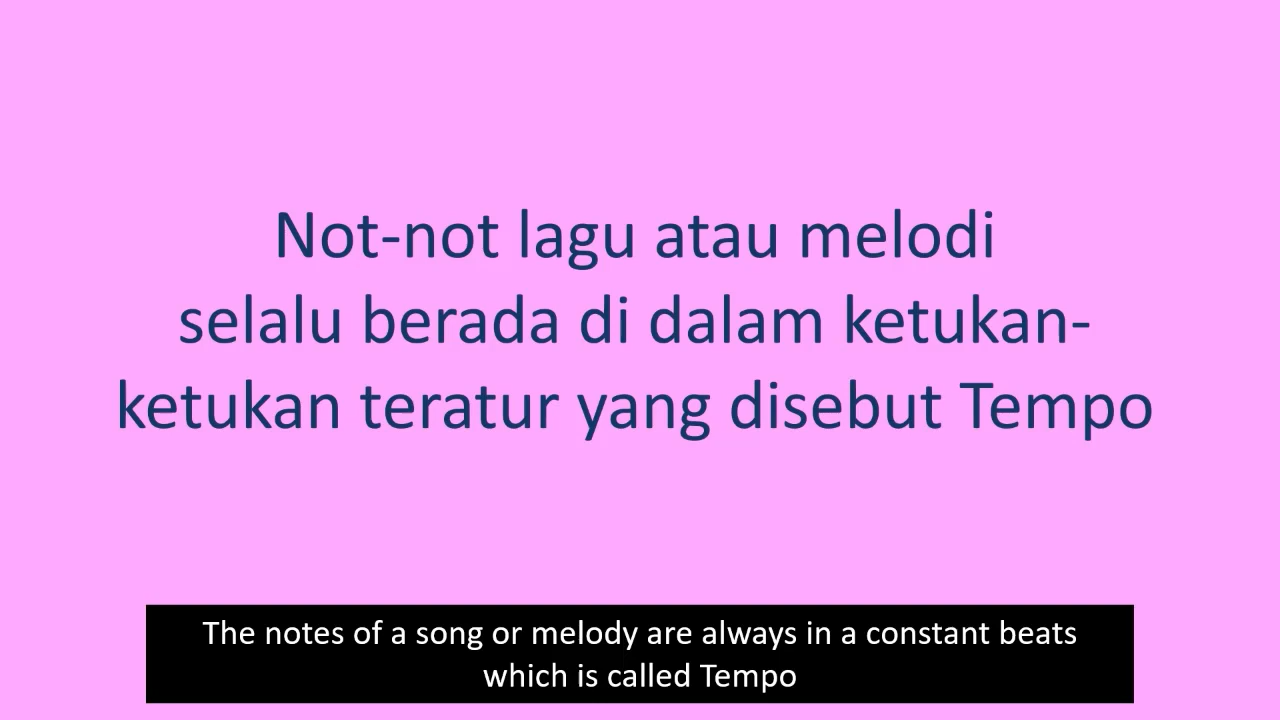 Not-not lagu atau melodi
selalu berada di dalam ketukan-
ketukan teratur yang disebut Tempo
The notes of a song or melody are always in a constant beats
which is called Tempo